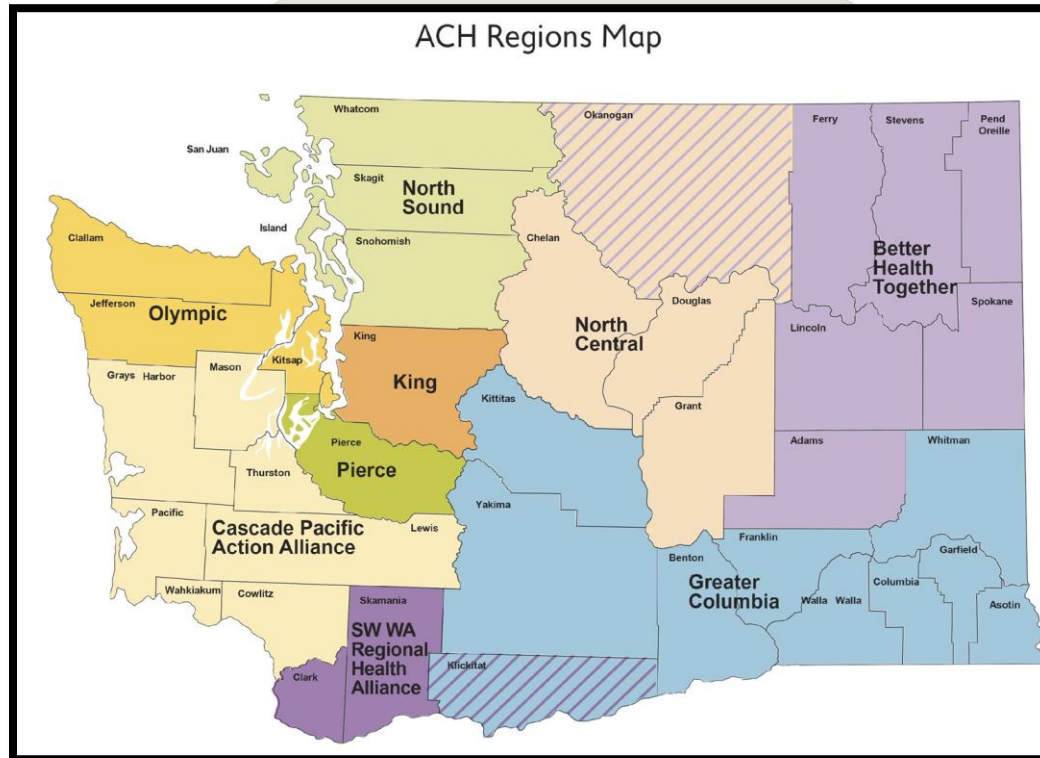 ACH Regions Map
Whatcom
Okanogan
Ferry
Stevens
Pend
Oreille
San Juan
Skagit
North
Sound
Island
Snohomish
Chelan
Clallam
Better
Health
Together
Jefferson
Olympic
Douglas
Spokane
North
Central
King
Lincoln
Mason
Kitsap
Grays Harbor
King
Kittitas
Grant
Pierce
Adams
Whitman
Thurston
Pierce
Yakima
Pacific
Cascade Pacific
Action Alliance
Lewis
Franklin
Benton
Garfield
Greater
Columbia
Columbia
Wahkiakum
Cowlitz
Skamania
Walla Walla
Asotin
SW WA
Regional
Health
Alliance
Klickitat
Clark